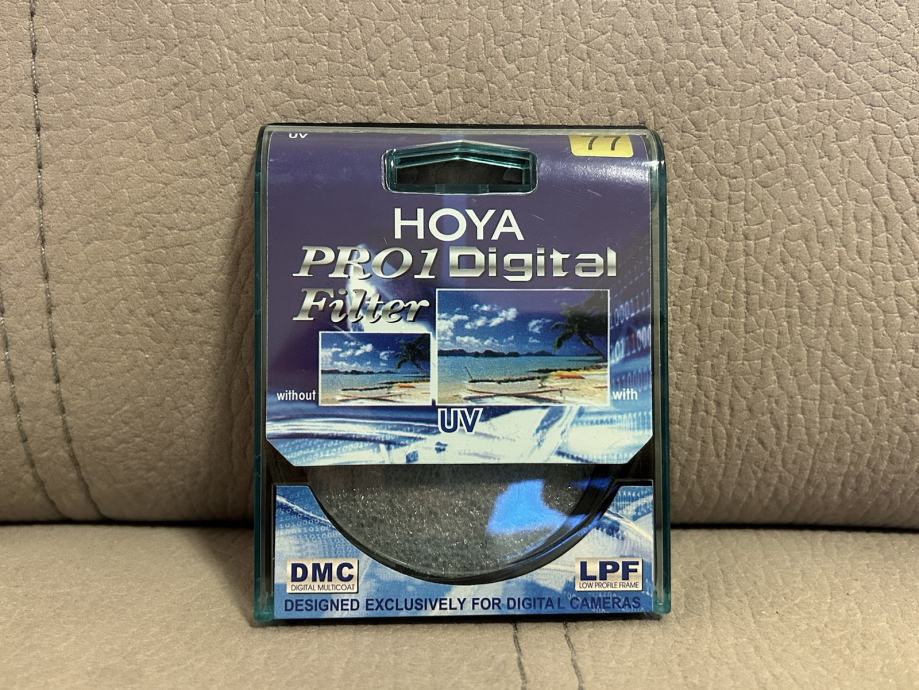 UV
77
HOYA
PRO1 Digital
Filter
without
with
UV
DMC
DIGITAL MULTICOAT
LPF
LOW PROFILE FRAME
DESIGNED EXCLUSIVELY FOR DIGITAL CAMERAS